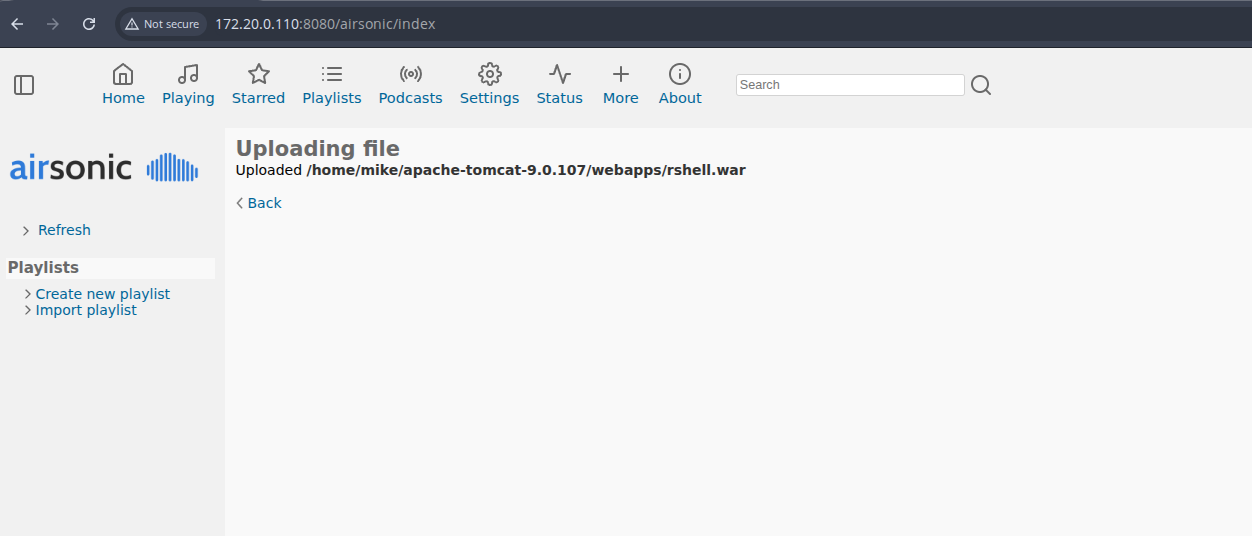 Not secure 172.20.0.110:8080/airsonic/index
Home Playing Starred Playlists Podcasts Settings Status More About Search
airsonic
Uploading file
Uploaded /home/mike/apache-tomcat-9.0.107/webapps/rshell.war
Back
Refresh
Playlists
Create new playlist
Import playlist